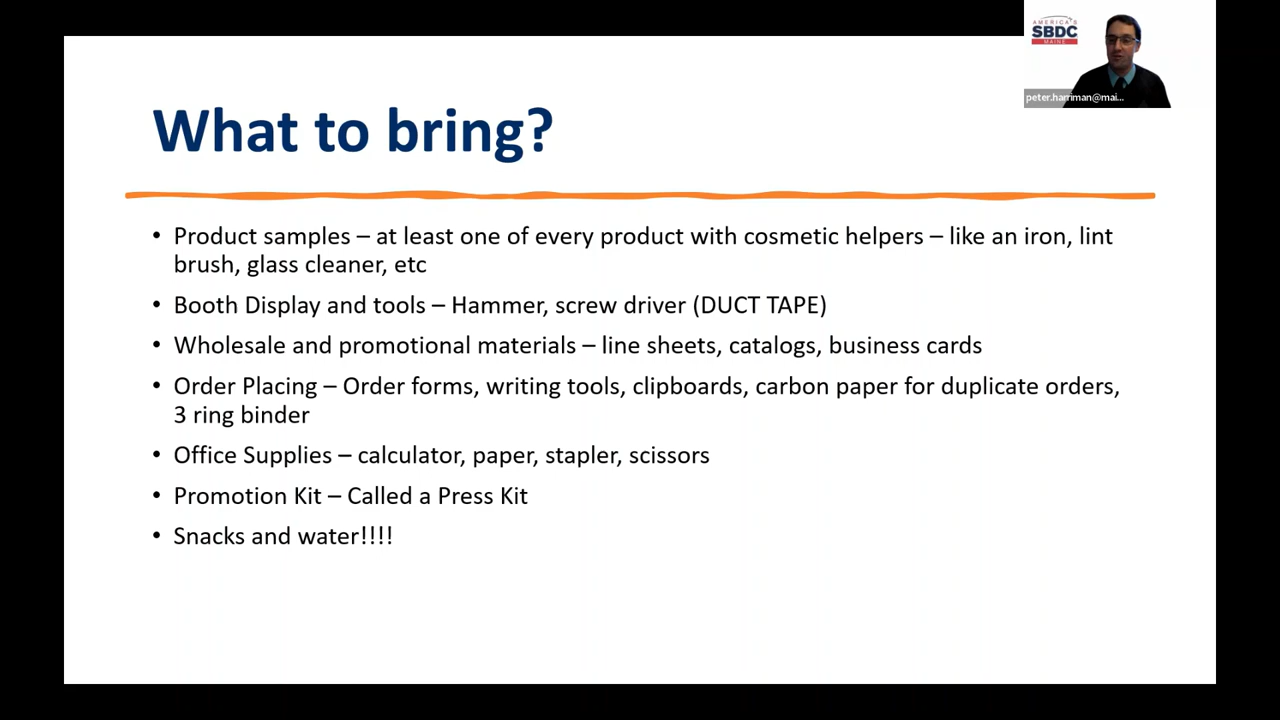 AMERICA'S
SBDC
MAINE
peter.harriman@mai...
What to bring?
• Product samples – at least one of every product with cosmetic helpers – like an iron, lint
brush, glass cleaner, etc
• Booth Display and tools – Hammer, screw driver (DUCT TAPE)
• Wholesale and promotional materials – line sheets, catalogs, business cards
• Order Placing – Order forms, writing tools, clipboards, carbon paper for duplicate orders,
3 ring binder
• Office Supplies – calculator, paper, stapler, scissors
• Promotion Kit – Called a Press Kit
• Snacks and water!!!!